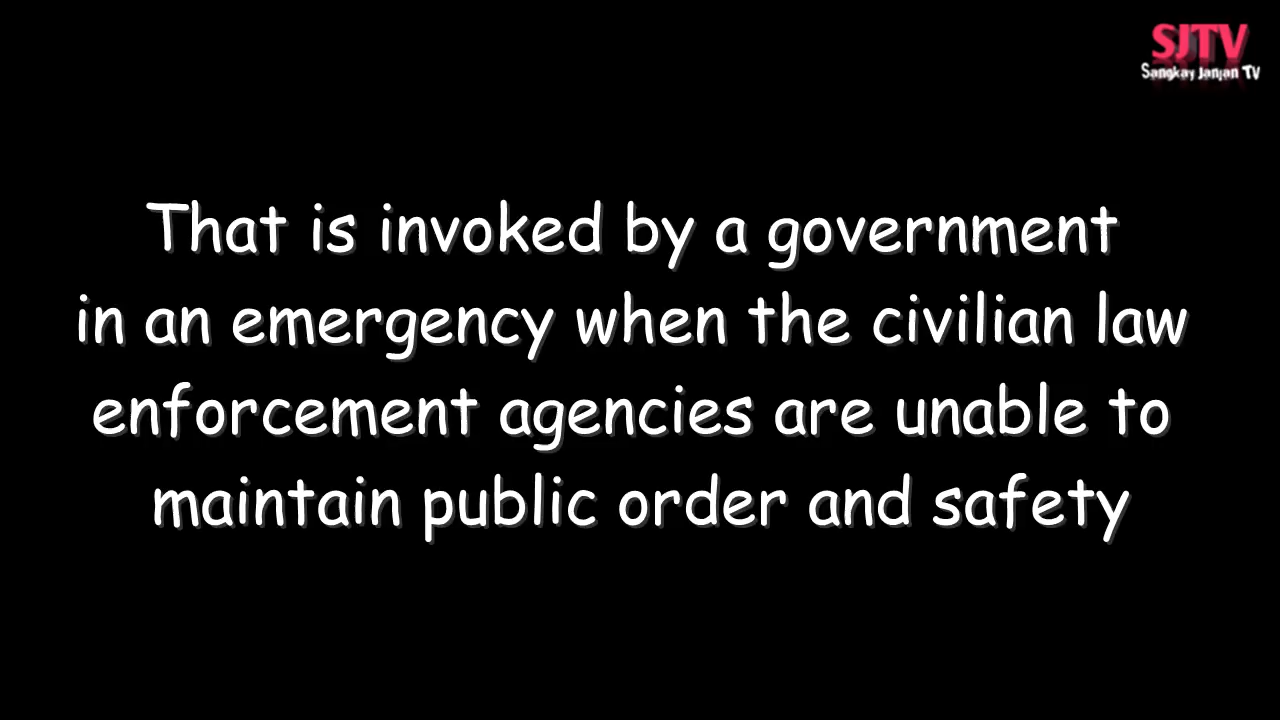 SJTV
Sangkay Janjan Tv
That is invoked by a government
in an emergency when the civilian law
enforcement agencies are unable to
maintain public order and safety